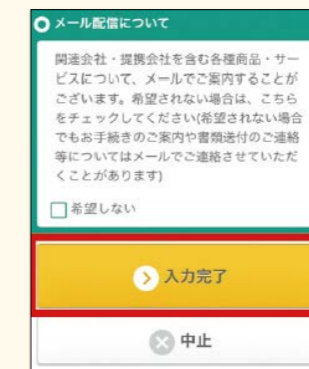 メール配信について
関連会社・提携会社を含む各種商品・サー
ビスについて、メールでご案内することが
ございます。希望されない場合は、こちら
をチェックしてください(希望されない場合
でもお手続きのご案内や書類送付のご連絡
等についてはメールでご連絡させていただ
くことがあります)
希望しない
入力完了
中止